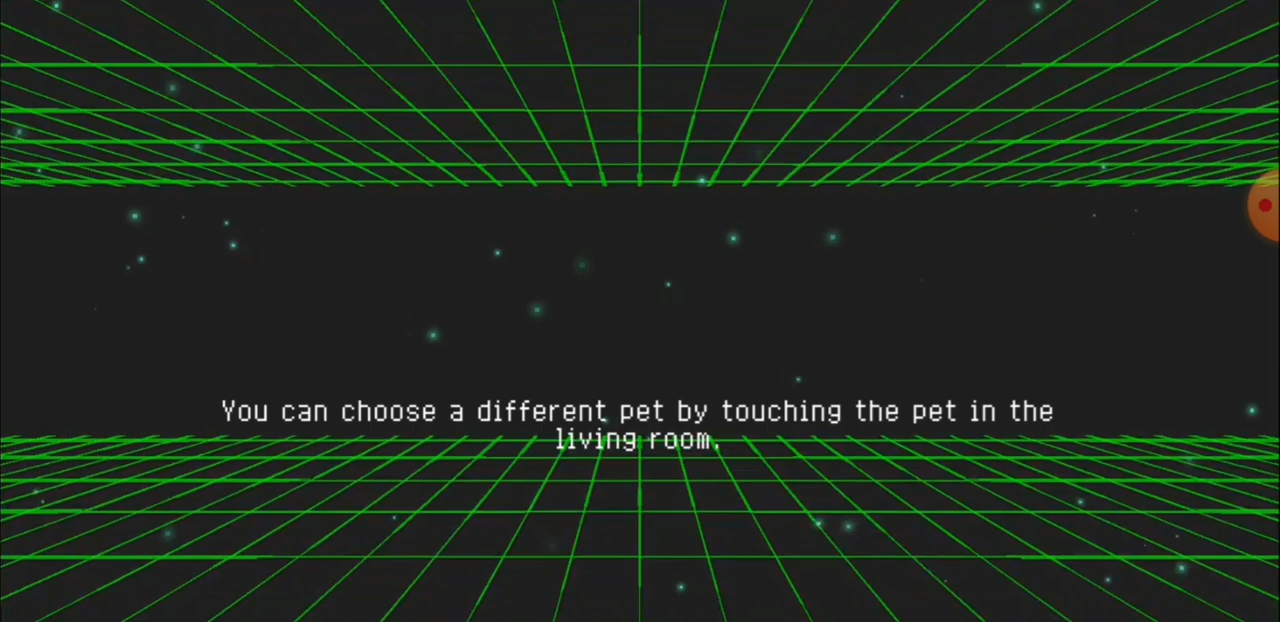 You can choose a different pet by touching the pet in the
living room.